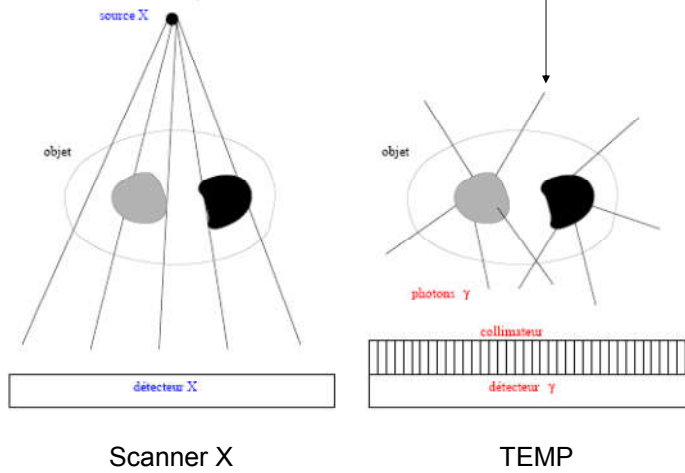 source X
objet
détecteur X
Scanner X
objet
photons γ
collimateur
détecteur γ
TEMP